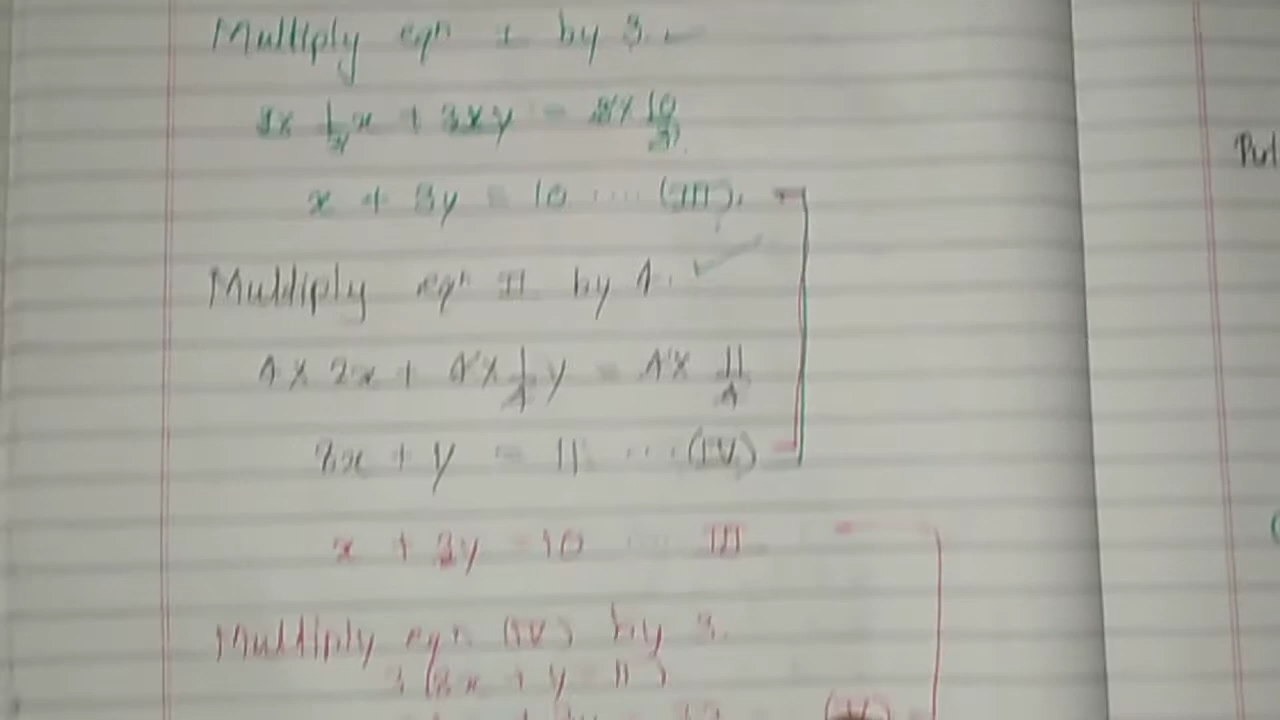 Multiply eqn I by 3.
3 × 1/3 x + 3 × y = 3 × 10/3
x + 3y = 10 .... (III).
Multiply eqn II by 4.
4 × 2x + 4 × 1/4 y = 4 × 11/4
8x + y = 11 ... (IV)
x + 3y = 10 ... III
Multiply eqn (IV) by 3.
3 (8x + y = 11)
Put